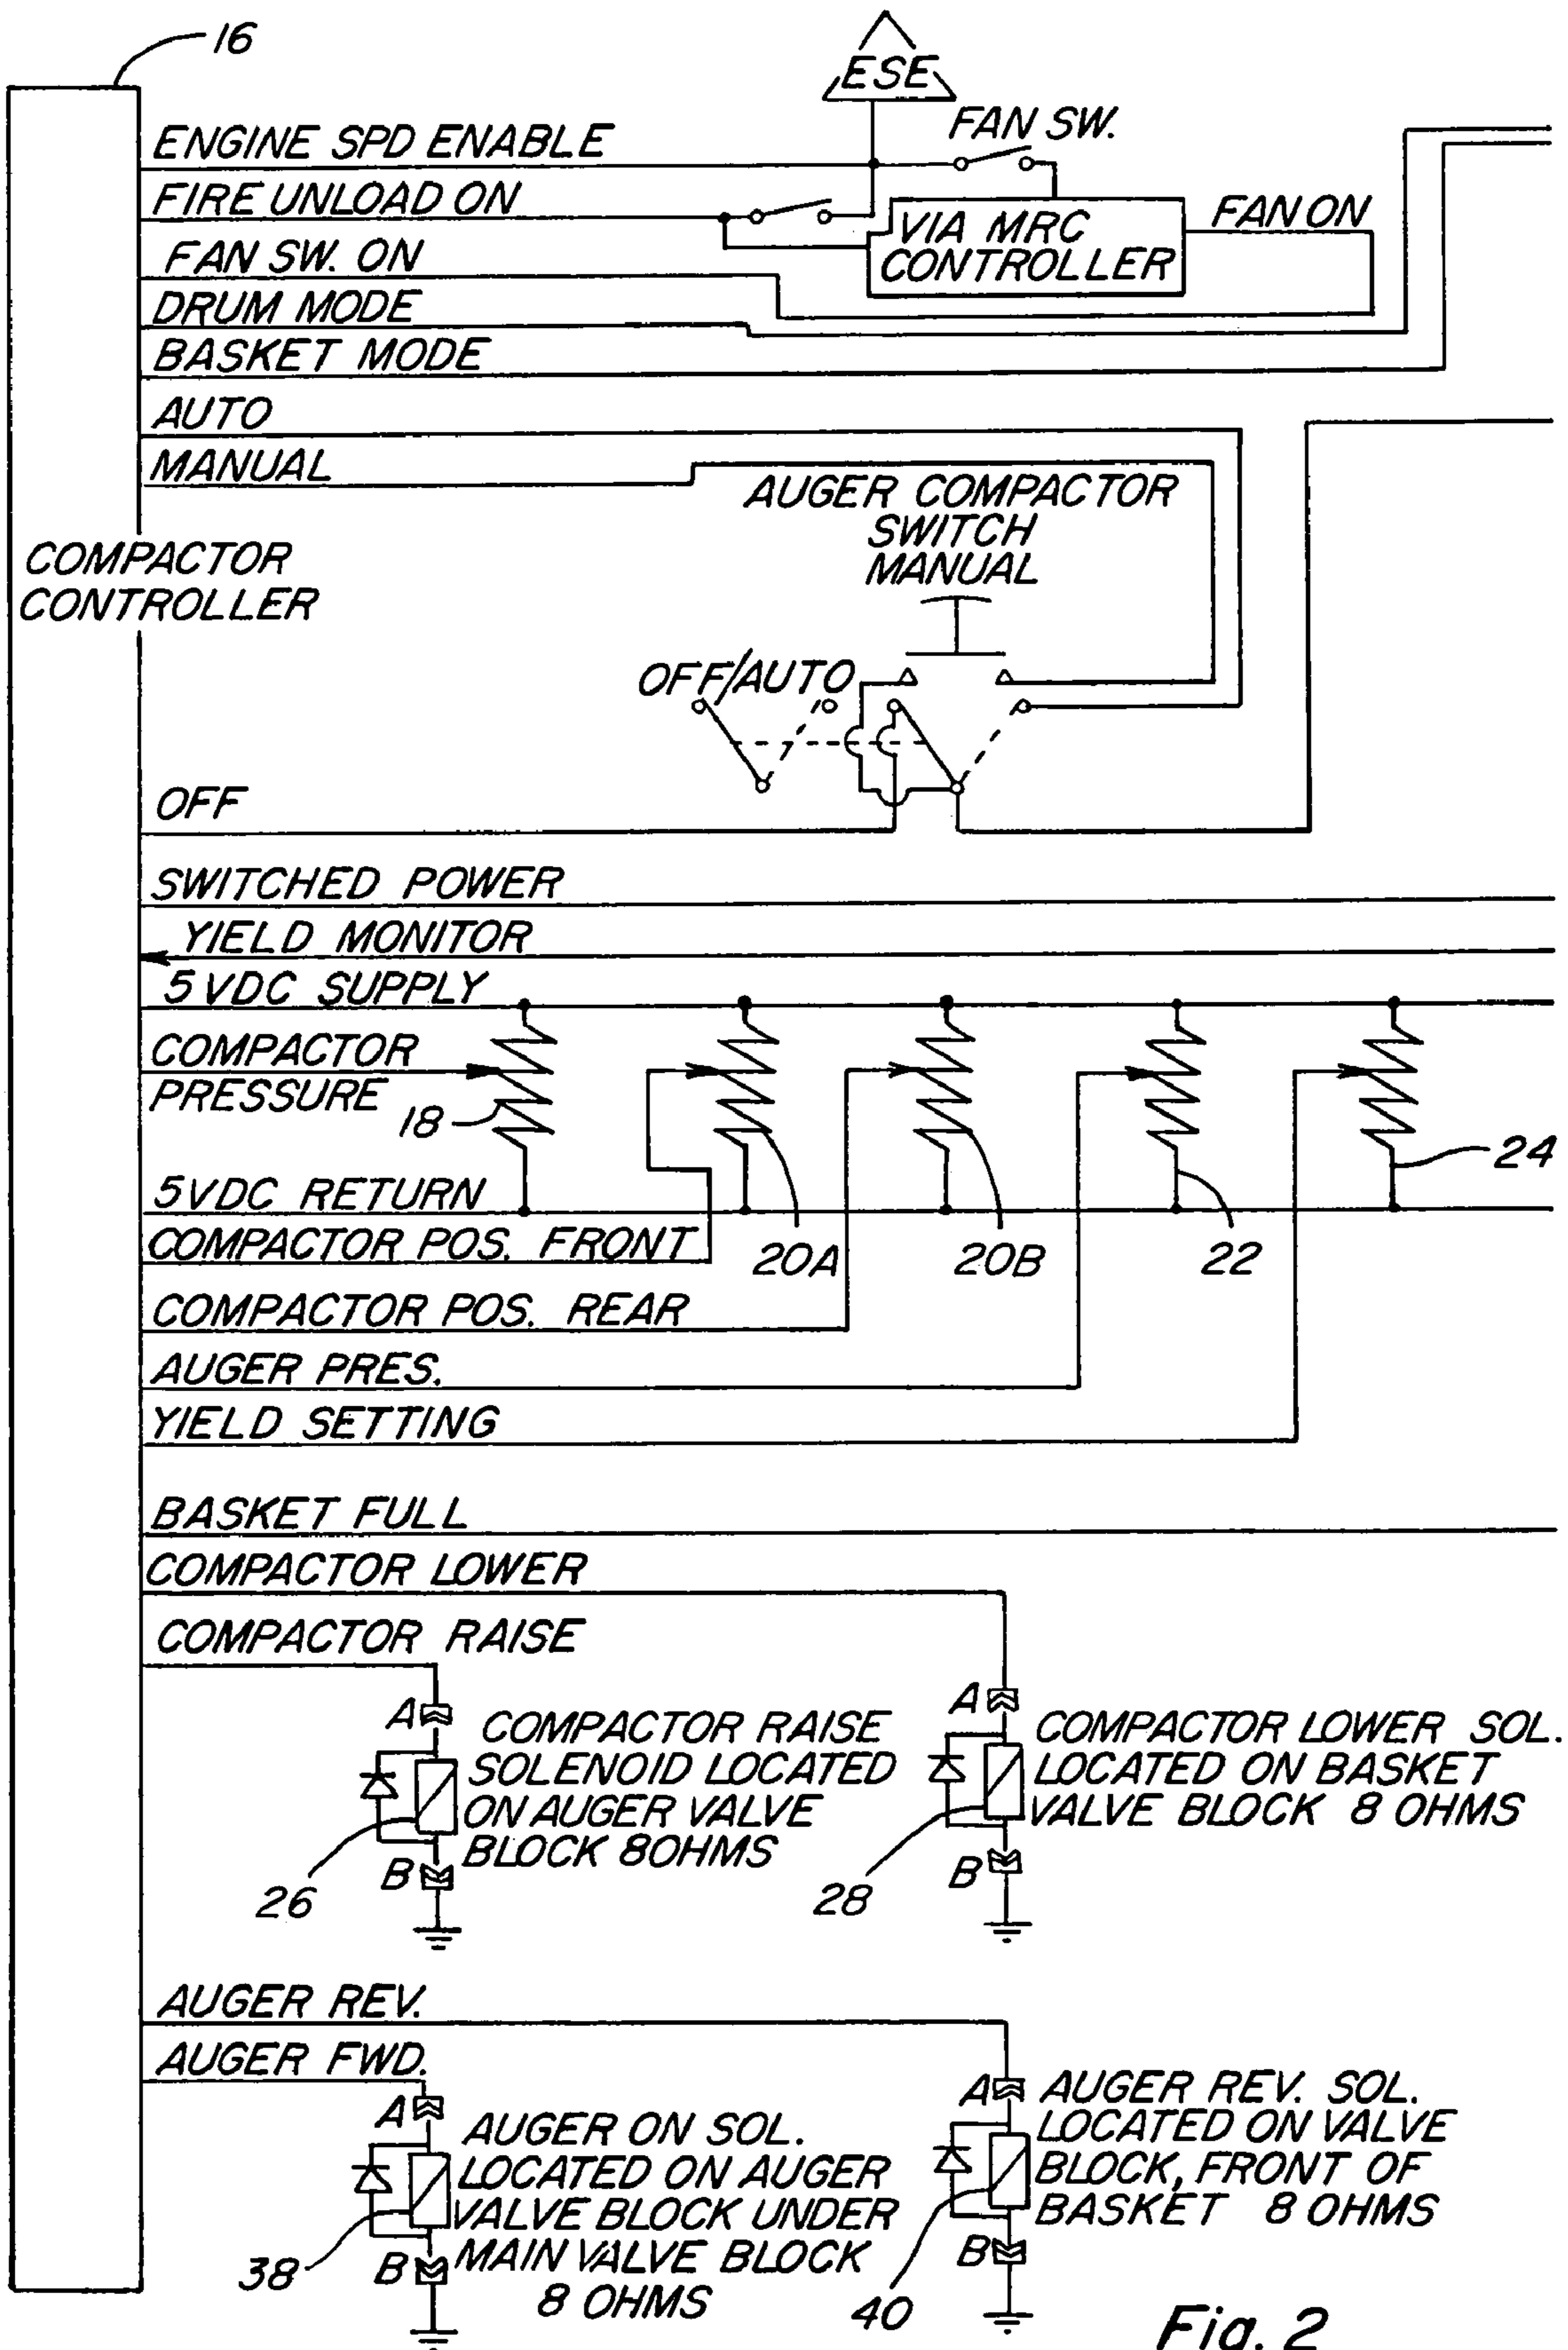 16
ESE
FAN SW.
ENGINE SPD ENABLE
FIRE UNLOAD ON
FAN ON
VIA MRC
CONTROLLER
FAN SW. ON
DRUM MODE
BASKET MODE
AUTO
MANUAL
AUGER COMPACTOR
SWITCH
MANUAL
COMPACTOR
CONTROLLER
OFF/AUTO
OFF
SWITCHED POWER
YIELD MONITOR
5 VDC SUPPLY
COMPACTOR
PRESSURE
18
24
5VDC RETURN
COMPACTOR POS. FRONT
20A
20B
22
COMPACTOR POS. REAR
AUGER PRES.
YIELD SETTING
BASKET FULL
COMPACTOR LOWER
COMPACTOR RAISE
A
COMPACTOR RAISE
SOLENOID LOCATED
ON AUGER VALVE
BLOCK 8OHMS
B
26
A
COMPACTOR LOWER SOL.
LOCATED ON BASKET
VALVE BLOCK 8 OHMS
B
28
AUGER REV.
AUGER FWD.
A
AUGER ON SOL.
LOCATED ON AUGER
VALVE BLOCK UNDER
MAIN VALVE BLOCK
8 OHMS
B
38
A
AUGER REV. SOL.
LOCATED ON VALVE
BLOCK, FRONT OF
BASKET 8 OHMS
B
40
Fig. 2